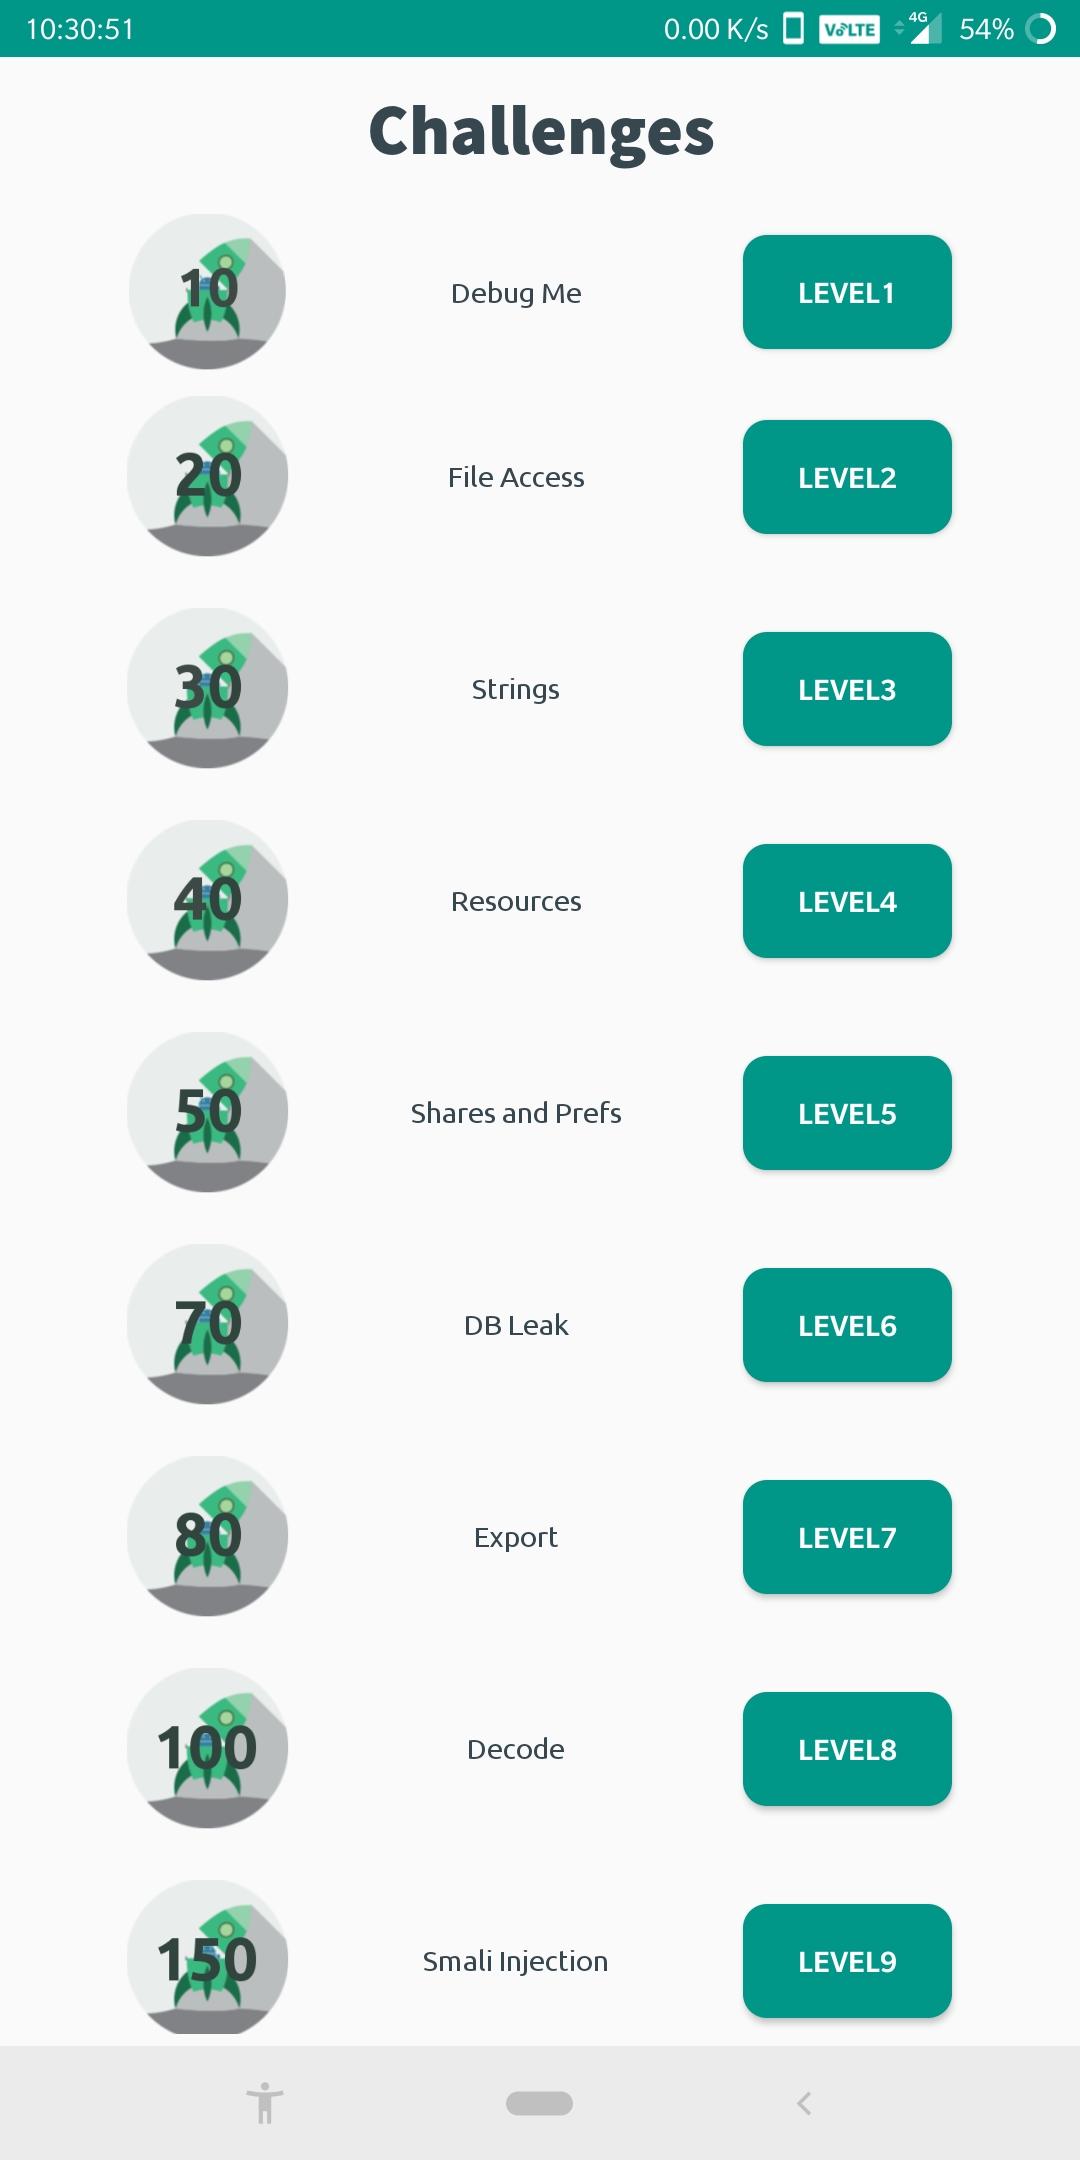 10:30:51 0.00 K/s VoLTE 4G 54%
Challenges
10 Debug Me LEVEL1
20 File Access LEVEL2
30 Strings LEVEL3
40 Resources LEVEL4
50 Shares and Prefs LEVEL5
70 DB Leak LEVEL6
80 Export LEVEL7
100 Decode LEVEL8
150 Smali Injection LEVEL9